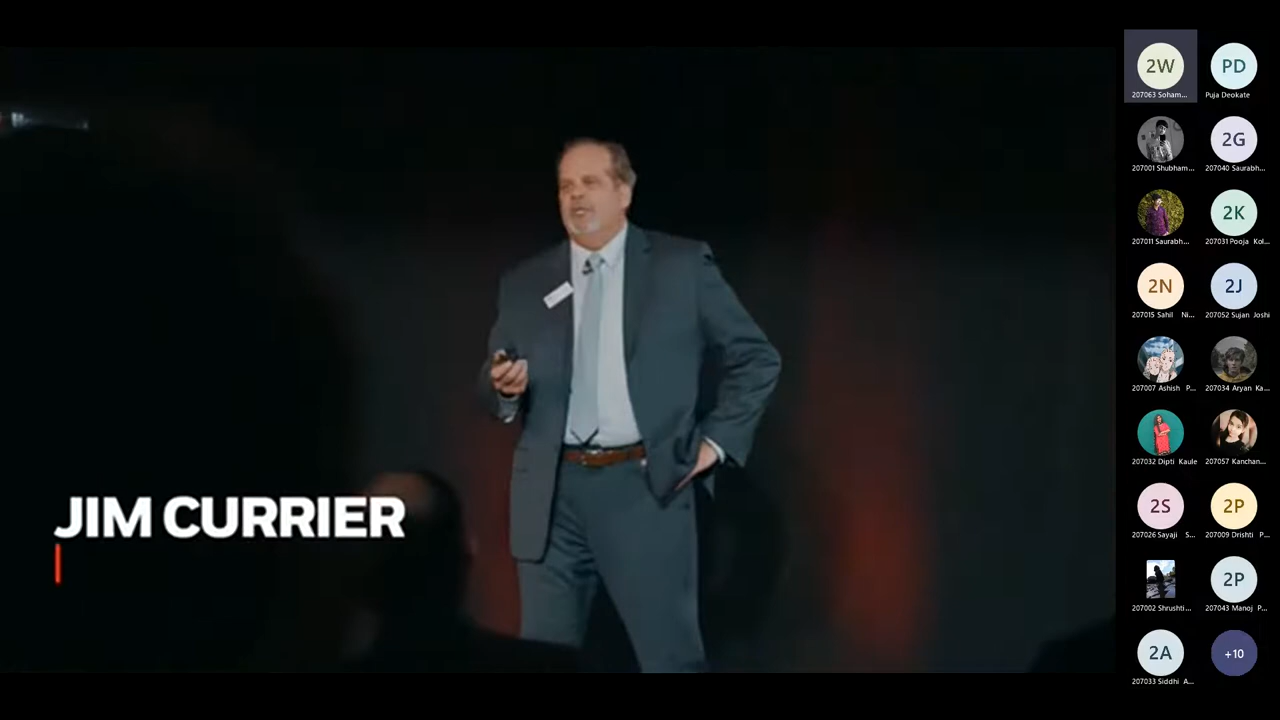 JIM CURRIER
2W
PD
207063 Soham...
Puja Deokate
2G
207001 Shubham...
207040 Saurabh...
2K
207011 Saurabh...
207031 Pooja Kol...
2N
2J
207015 Sahil Ni...
207052 Sujan Joshi
207007 Ashish P...
207034 Aryan Ka...
207032 Dipti Kaule
207057 Kanchan...
2S
2P
207026 Sayaji S...
207009 Drishti P...
2P
207002 Shrushti...
207043 Manoj P...
2A
+10
207033 Siddhi A...